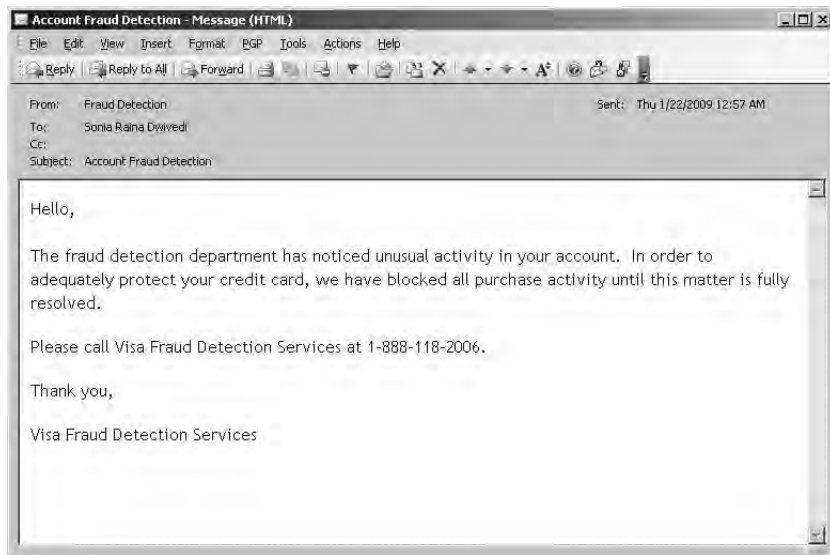 Account Fraud Detection - Message (HTML)
File Edit View Insert Format PGP Tools Actions Help
Reply Reply to All Forward
From: Fraud Detection Sent: Thu 1/22/2009 12:57 AM
To: Sonia Raina Dwivedi
Cc:
Subject: Account Fraud Detection
Hello,
The fraud detection department has noticed unusual activity in your account. In order to
adequately protect your credit card, we have blocked all purchase activity until this matter is fully
resolved.
Please call Visa Fraud Detection Services at 1-888-118-2006.
Thank you,
Visa Fraud Detection Services